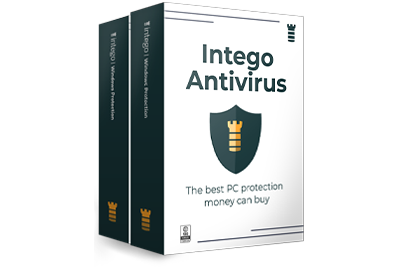 Intego | Windows Protection
Intego | Windows Protection
Intego
Antivirus
The best PC protection
money can buy